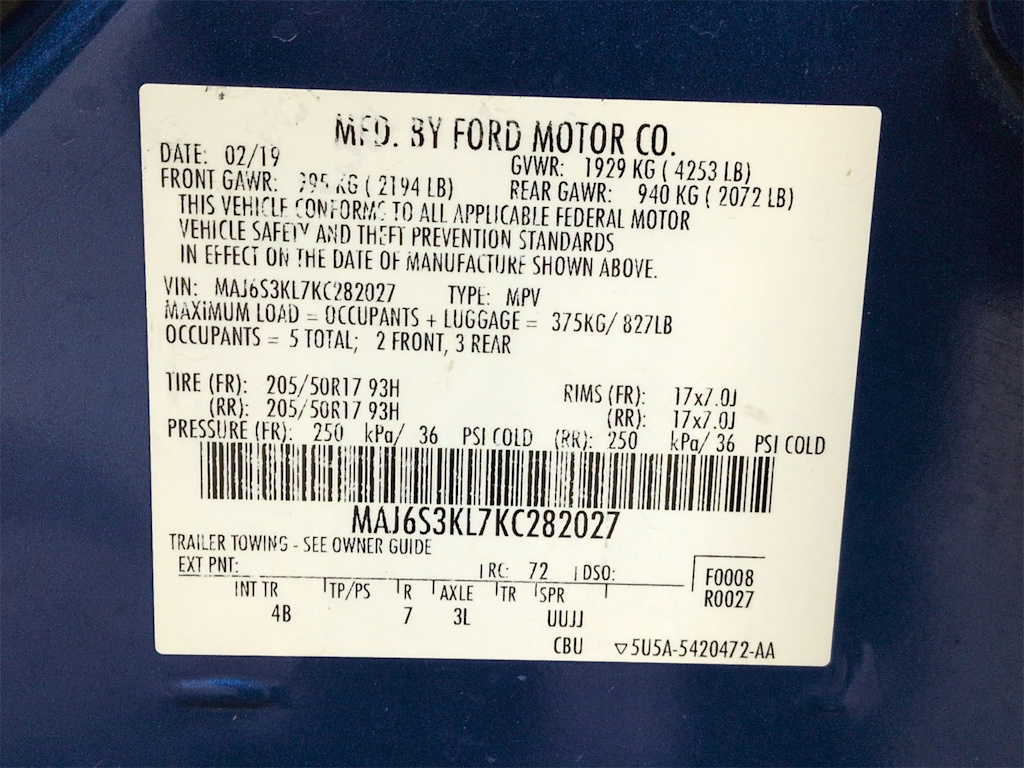 MFD. BY FORD MOTOR CO.
DATE: 02/19 GVWR: 1929 KG ( 4253 LB)
FRONT GAWR: 995 KG ( 2194 LB) REAR GAWR: 940 KG ( 2072 LB)
THIS VEHICLE CONFORMS TO ALL APPLICABLE FEDERAL MOTOR
VEHICLE SAFETY AND THEFT PREVENTION STANDARDS
IN EFFECT ON THE DATE OF MANUFACTURE SHOWN ABOVE.
VIN: MAJ6S3KL7KC282027 TYPE: MPV
MAXIMUM LOAD = OCCUPANTS + LUGGAGE = 375KG/ 827LB
OCCUPANTS = 5 TOTAL; 2 FRONT, 3 REAR
TIRE (FR): 205/50R17 93H RIMS (FR): 17x7.0J
(RR): 205/50R17 93H (RR): 17x7.0J
PRESSURE (FR): 250 kPa/ 36 PSI COLD (RR): 250 kPa/ 36 PSI COLD
MAJ6S3KL7KC282027
TRAILER TOWING - SEE OWNER GUIDE
EXT PNT: RC: 72 DSO: F0008
INT TR TP/PS R AXLE TR SPR R0027
4B 7 3L UUJJ
CBU ▽5U5A-5420472-AA